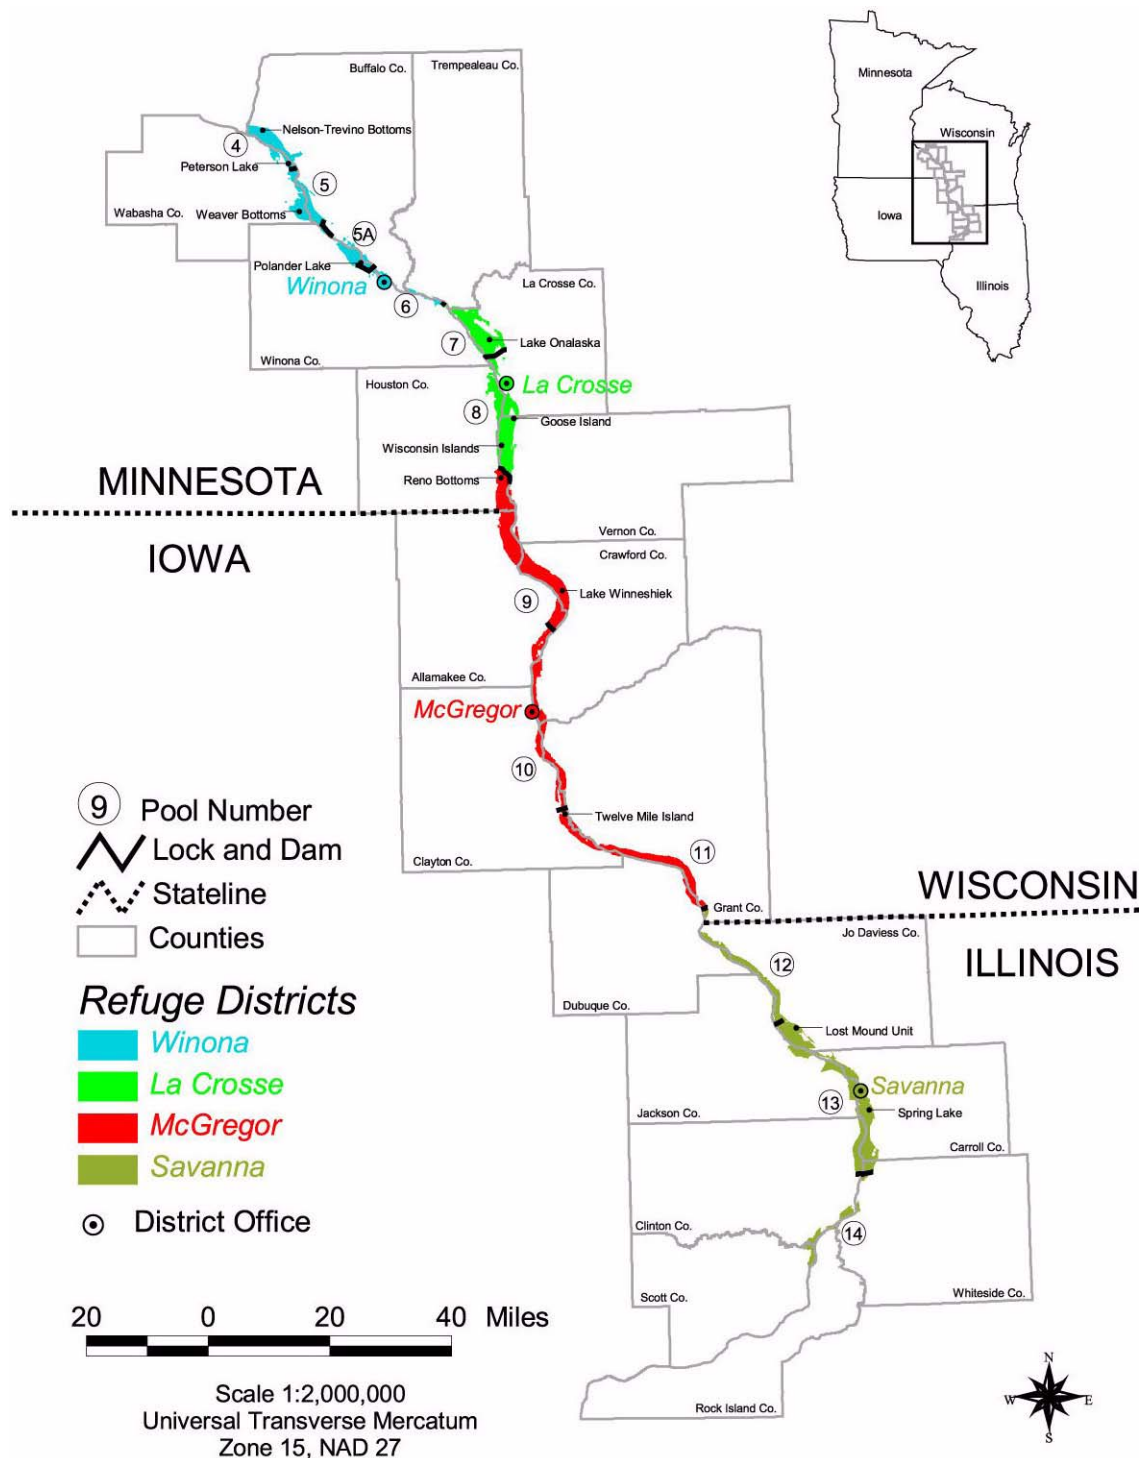 Buffalo Co.
Trempealeau Co.
Minnesota
Wisconsin
Iowa
Illinois
Nelson-Trevino Bottoms
4
Peterson Lake
5
Wabasha Co.
Weaver Bottoms
5A
Polander Lake
Winona
La Crosse Co.
6
7
Lake Onalaska
Winona Co.
Houston Co.
La Crosse
8
Goose Island
Wisconsin Islands
Reno Bottoms
MINNESOTA
IOWA
Vernon Co.
Crawford Co.
Lake Winneshiek
9
Allamakee Co.
McGregor
10
Twelve Mile Island
Clayton Co.
11
Grant Co.
WISCONSIN
Jo Daviess Co.
ILLINOIS
12
Dubuque Co.
Lost Mound Unit
Savanna
13
Jackson Co.
Spring Lake
Carroll Co.
Clinton Co.
14
Scott Co.
Whiteside Co.
Rock Island Co.
9 Pool Number
Lock and Dam
Stateline
Counties
Refuge Districts
Winona
La Crosse
McGregor
Savanna
District Office
20 0 20 40 Miles
Scale 1:2,000,000
Universal Transverse Mercatum
Zone 15, NAD 27
N
W E
S